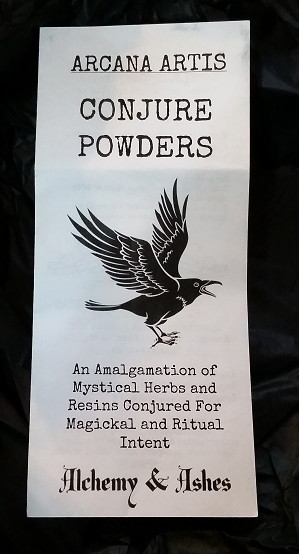 ARCANA ARTIS
CONJURE
POWDERS
An Amalgamation of
Mystical Herbs and
Resins Conjured For
Magickal and Ritual
Intent
Alchemy & Ashes